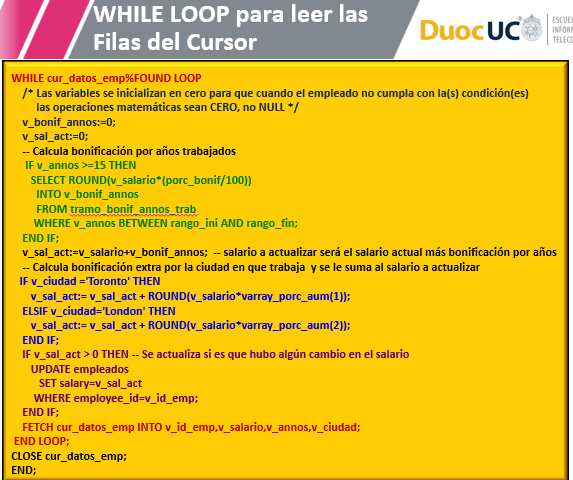 WHILE LOOP para leer las
Filas del Cursor
DuocUC
ESCUEL
INFORM
TELECO
WHILE cur_datos_emp%FOUND LOOP
/* Las variables se inicializan en cero para que cuando el empleado no cumpla con la(s) condición(es)
las operaciones matemáticas sean CERO, no NULL */
v_bonif_annos:=0;
v_sal_act:=0;
-- Calcula bonificación por años trabajados
IF v_annos >=15 THEN
SELECT ROUND(v_salario*(porc_bonif/100))
INTO v_bonif_annos
FROM tramo_bonif_annos_trab
WHERE v_annos BETWEEN rango_ini AND rango_fin;
END IF;
v_sal_act:=v_salario+v_bonif_annos; -- salario a actualizar será el salario actual más bonificación por años
-- Calcula bonificación extra por la ciudad en que trabaja y se le suma al salario a actualizar
IF v_ciudad ='Toronto' THEN
v_sal_act:= v_sal_act + ROUND(v_salario*varray_porc_aum(1));
ELSIF v_ciudad='London' THEN
v_sal_act:= v_sal_act + ROUND(v_salario*varray_porc_aum(2));
END IF;
IF v_sal_act > 0 THEN -- Se actualiza si es que hubo algún cambio en el salario
UPDATE empleados
SET salary=v_sal_act
WHERE employee_id=v_id_emp;
END IF;
FETCH cur_datos_emp INTO v_id_emp,v_salario,v_annos,v_ciudad;
END LOOP;
CLOSE cur_datos_emp;
END;